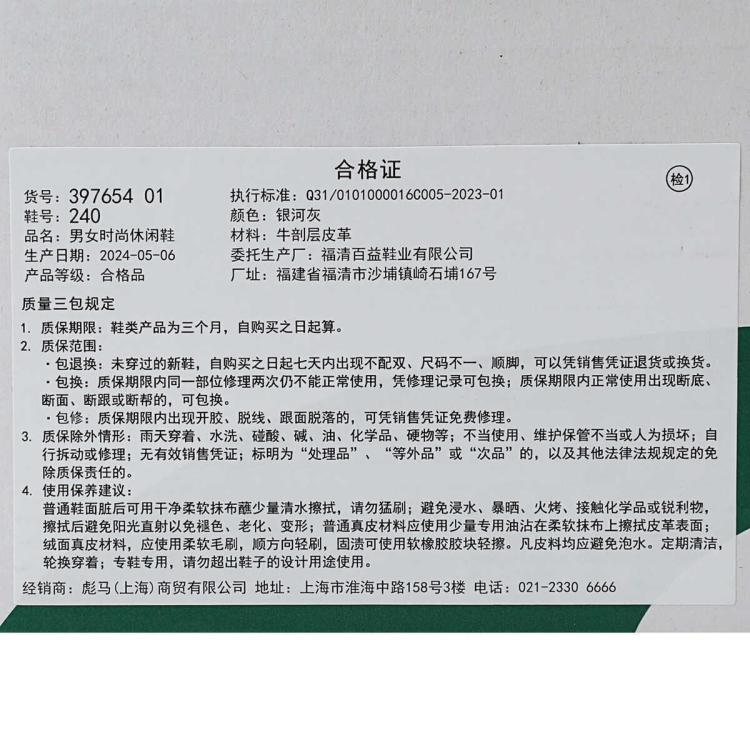 合格证
检1
货号：397654 01
执行标准：Q31/0101000016C005-2023-01
鞋号：240
颜色：银河灰
品名：男女时尚休闲鞋
材料：牛剖层皮革
生产日期：2024-05-06
委托生产厂：福清百益鞋业有限公司
产品等级：合格品
厂址：福建省福清市沙埔镇崎石埔167号
质量三包规定
1. 质保期限：鞋类产品为三个月，自购买之日起算。
2. 质保范围：
·包退换：未穿过的新鞋，自购买之日起七天内出现不配双、尺码不一、顺脚，可以凭销售凭证退货或换货。
·包换：质保期限内同一部位修理两次仍不能正常使用，凭修理记录可包换；质保期限内正常使用出现断底、
断面、断跟或断帮的，可包换。
·包修：质保期限内出现开胶、脱线、跟面脱落的，可凭销售凭证免费修理。
3. 质保除外情形：雨天穿着、水洗、碰酸、碱、油、化学品、硬物等；不当使用、维护保管不当或人为损坏；自
行拆动或修理；无有效销售凭证；标明为“处理品”、“等外品”或“次品”的，以及其他法律法规规定的免
除质保责任的。
4. 使用保养建议：
普通鞋面脏后可用干净柔软抹布蘸少量清水擦拭，请勿猛刷；避免浸水、暴晒、火烤、接触化学品或锐利物，
擦拭后避免阳光直射以免褪色、老化、变形；普通真皮材料应使用少量专用油沾在柔软抹布上擦拭皮革表面；
绒面真皮材料，应使用柔软毛刷，顺方向轻刷，固渍可使用软橡胶胶块轻擦。凡皮料均应避免泡水。定期清洁，
轮换穿着；专鞋专用，请勿超出鞋子的设计用途使用。
经销商：彪马(上海)商贸有限公司 地址：上海市淮海中路158号3楼 电话：021-2330 6666